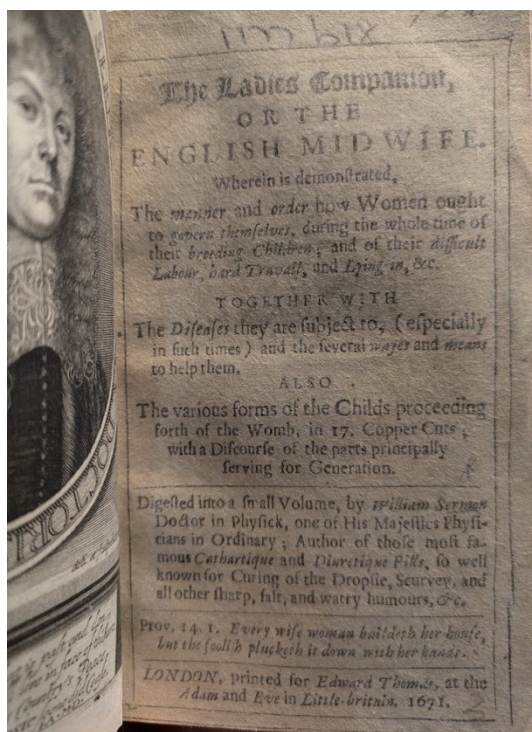 The Ladies Companion,
OR THE
ENGLISH MIDWIFE.
Wherein is demonſtrated,
The manner and order how Women ought
to govern themſelves, during the whole time of
their breeding Children; and of their difficult
Labour, hard Travail, and Lying-in, &c.
TOGETHER WITH
The Diſeaſes they are ſubject to, (eſpecially
in ſuch times) and the ſeveral wayes and means
to help them.
ALSO
The various forms of the Childs proceeding
forth of the Womb, in 17. Copper Cuts;
with a Diſcourſe of the parts principally
ſerving for Generation.
Digeſted into a ſmall Volume, by William Sermon
Doctor in Phyſick, one of His Majeſties Phyſi-
cians in Ordinary; Author of thoſe moſt fa-
mous Cathartique and Diuretique Pills, ſo well
known for Curing of the Dropſie, Scurvey, and
all other ſharp, ſalt, and watry humours, &c.
Prov. 14. 1. Every wiſe woman buildeth her houſe,
but the fooliſh plucketh it down with her hands.
LONDON, Printed for Edward Thomas, at the
Adam and Eve in Little-britain. 1671.
DOCTORI